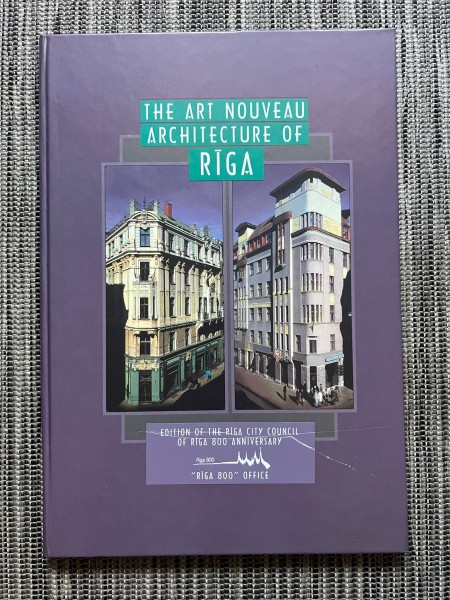 THE ART NOUVEAU
ARCHITECTURE OF
RĪGA
EDITION OF THE RĪGA CITY COUNCIL
OF RĪGA 800 ANNIVERSARY
Rīga 800
"RĪGA 800" OFFICE